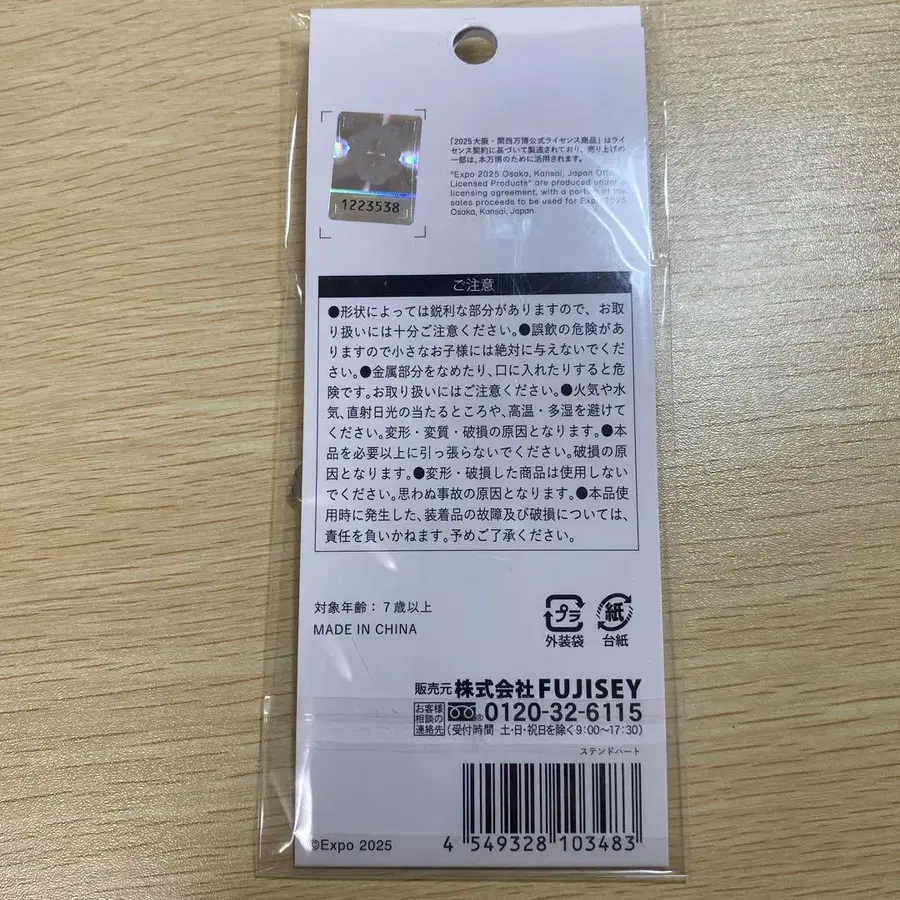 1223538
「2025大阪・関西万博公式ライセンス商品」はライ
センス契約に基づいて製造されており、売り上げの
一部は、本万博のために活用されます。
"Expo 2025 Osaka, Kansai, Japan Official
Licensed Products" are produced under a
licensing agreement, with a portion of the
sales proceeds to be used for Expo 2025
Osaka, Kansai, Japan.
ご注意
●形状によっては鋭利な部分がありますので、お取
り扱いには十分ご注意ください。●誤飲の危険があ
りますので小さなお子様には絶対に与えないでくだ
さい。●金属部分をなめたり、口に入れたりすると危
険です。お取り扱いにはご注意ください。●火気や水
気、直射日光の当たるところや、高温・多湿を避けて
ください。変形・変質・破損の原因となります。●本
品を必要以上に引っ張らないでください。破損の原
因となります。●変形・破損した商品は使用しない
でください。思わぬ事故の原因となります。●本品使
用時に発生した、装着品の故障及び破損については、
責任を負いかねます。予めご了承ください。
対象年齢：7歳以上
MADE IN CHINA
プラ
外装袋
紙
台紙
販売元 株式会社FUJISEY
お客様相談の連絡先 0120-32-6115
(受付時間 土・日・祝日を除く9:00〜17:30)
ステンドハート
©Expo 2025
4 549328 103483